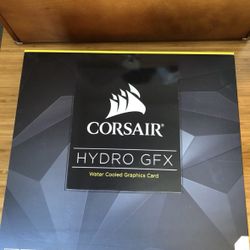 CORSAIR
HYDRO GFX
Water Cooled Graphics Card